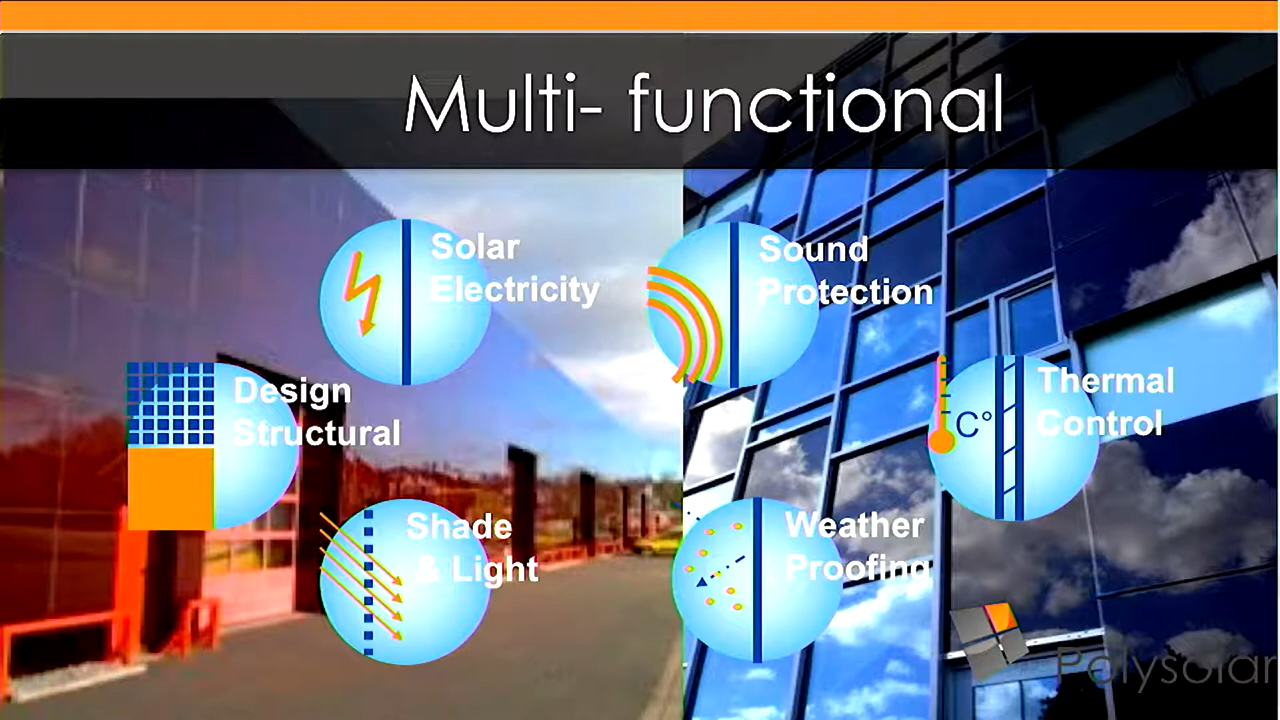 Multi- functional
Solar
Electricity
Sound
Protection
Design
Structural
Thermal
Control
C°
Shade
& Light
Weather
Proofing
Polysolar